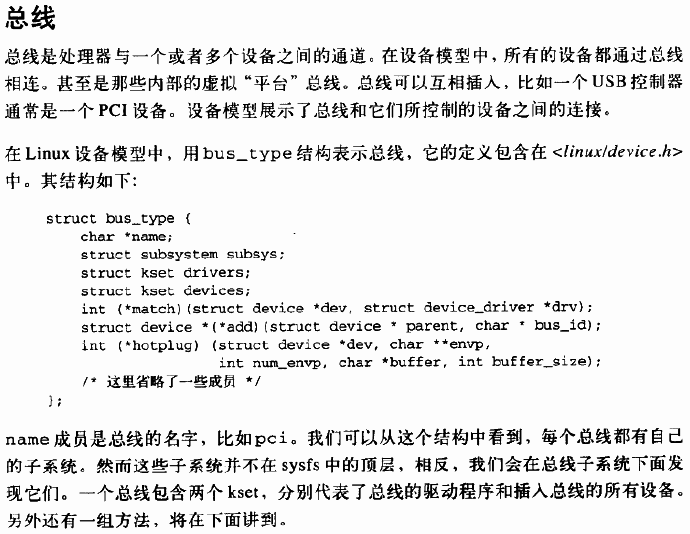 总线
总线是处理器与一个或者多个设备之间的通道。在设备模型中，所有的设备都通过总线
相连。甚至是那些内部的虚拟“平台”总线。总线可以互相插入，比如一个USB控制器
通常是一个PCI设备。设备模型展示了总线和它们所控制的设备之间的连接。
在Linux设备模型中，用bus_type结构表示总线，它的定义包含在<linux/device.h>
中。其结构如下：
struct bus_type {
char *name;
struct subsystem subsys;
struct kset drivers;
struct kset devices;
int (*match)(struct device *dev, struct device_driver *drv);
struct device *(*add)(struct device * parent, char * bus_id);
int (*hotplug) (struct device *dev, char **envp,
int num_envp, char *buffer, int buffer_size);
/* 这里省略了一些成员 */
};
name成员是总线的名字，比如pci。我们可以从这个结构中看到，每个总线都有自己
的子系统。然而这些子系统并不在sysfs中的顶层，相反，我们会在总线子系统下面发
现它们。一个总线包含两个kset，分别代表了总线的驱动程序和插入总线的所有设备。
另外还有一组方法，将在下面讲到。